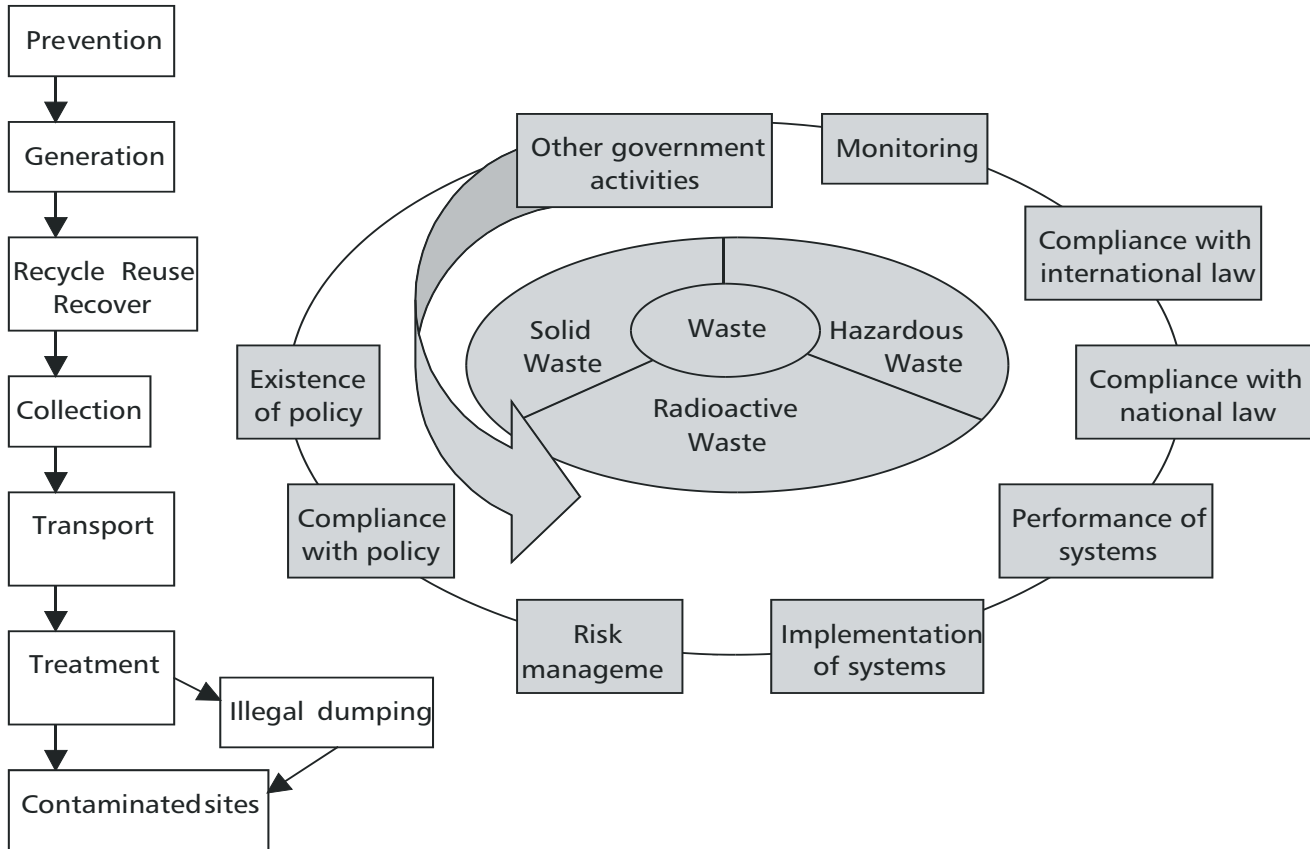 Prevention
Generation
Recycle Reuse
Recover
Collection
Transport
Treatment
Illegal dumping
Contaminated sites
Other government
activities
Monitoring
Compliance with
international law
Compliance with
national law
Performance of
systems
Implementation
of systems
Risk
manageme
Compliance
with policy
Existence
of policy
Solid
Waste
Waste
Hazardous
Waste
Radioactive
Waste